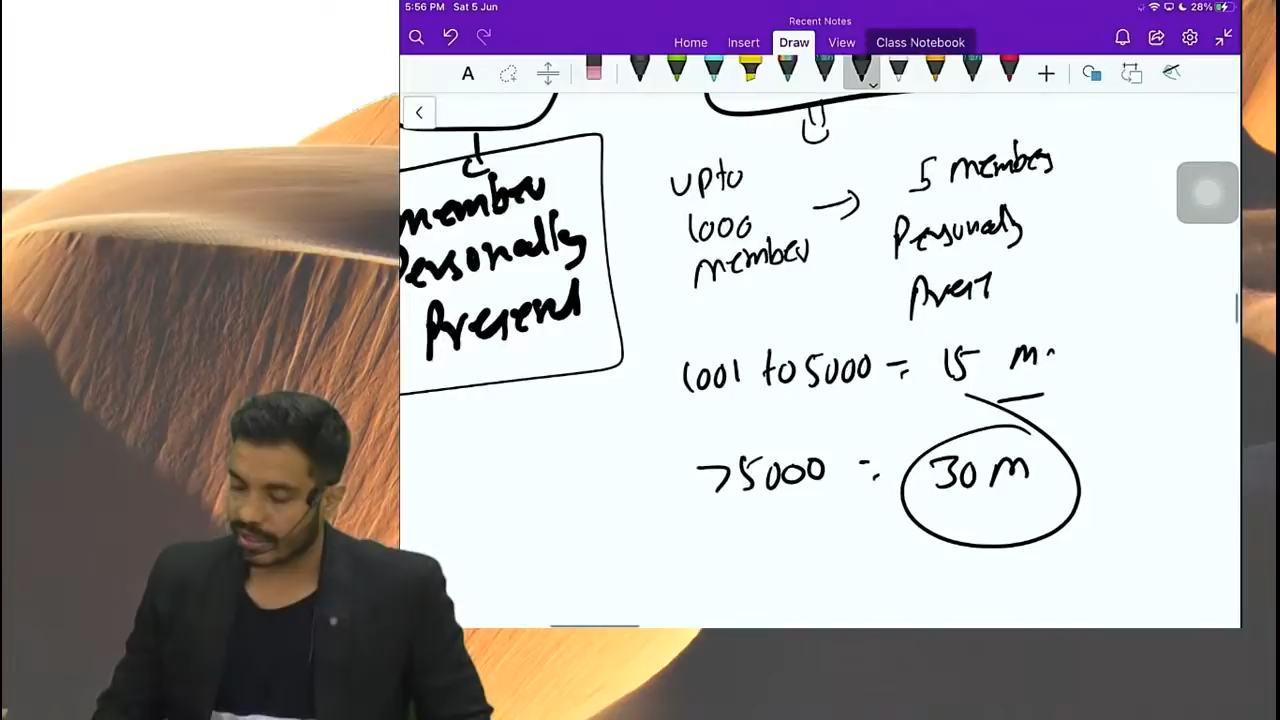 5:56 PM Sat 5 Jun
28%
Recent Notes
Home Insert Draw View Class Notebook
A
member
Personally
Present
upto
1000
member
→ 5 members
Personally
1001 to 5000 = 15 m.
>5000 = 30 m